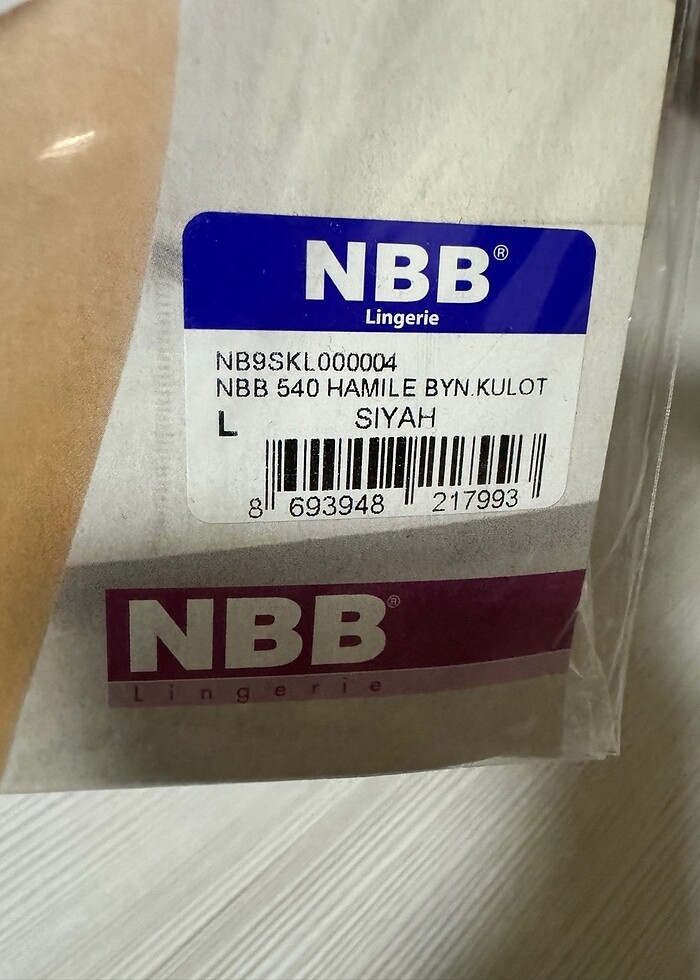 NBB®
Lingerie
NB9SKL000004
NBB 540 HAMILE BYN.KULOT
L SIYAH
8 693948 217993
NBB®
Lingerie